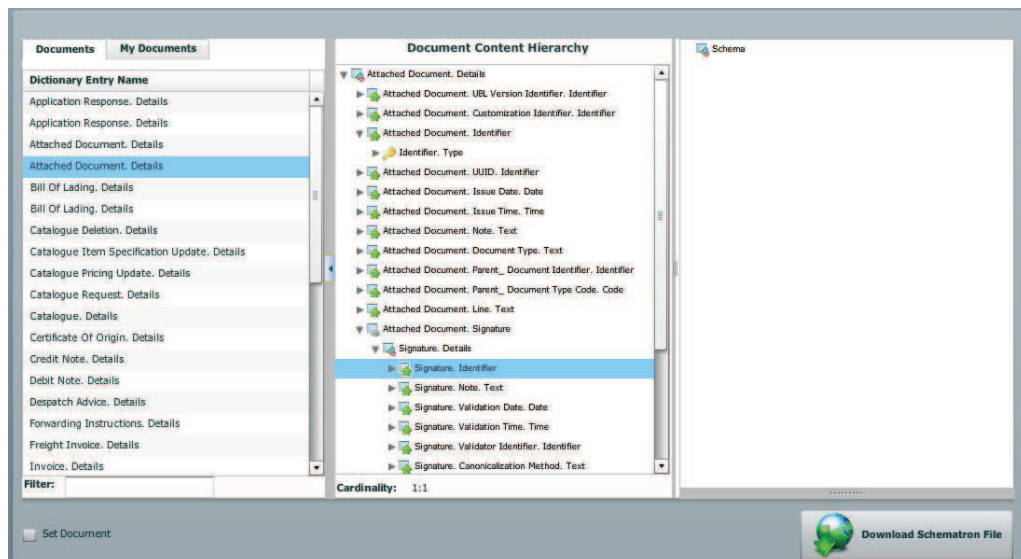 Documents
My Documents
Dictionary Entry Name
Application Response. Details
Application Response. Details
Attached Document. Details
Attached Document. Details
Bill Of Lading. Details
Bill Of Lading. Details
Catalogue Deletion. Details
Catalogue Item Specification Update. Details
Catalogue Pricing Update. Details
Catalogue Request. Details
Catalogue. Details
Certificate Of Origin. Details
Credit Note. Details
Debit Note. Details
Despatch Advice. Details
Forwarding Instructions. Details
Freight Invoice. Details
Invoice. Details
Filter:
Document Content Hierarchy
Attached Document. Details
Attached Document. UBL Version Identifier. Identifier
Attached Document. Customization Identifier. Identifier
Attached Document. Identifier
Identifier. Type
Attached Document. UUID. Identifier
Attached Document. Issue Date. Date
Attached Document. Issue Time. Time
Attached Document. Note. Text
Attached Document. Document Type. Text
Attached Document. Parent_ Document Identifier. Identifier
Attached Document. Parent_ Document Type Code. Code
Attached Document. Line. Text
Attached Document. Signature
Signature. Details
Signature. Identifier
Signature. Note. Text
Signature. Validation Date. Date
Signature. Validation Time. Time
Signature. Validator Identifier. Identifier
Signature. Canonicalization Method. Text
Cardinality: 1:1
Schema
Set Document
Download Schematron File